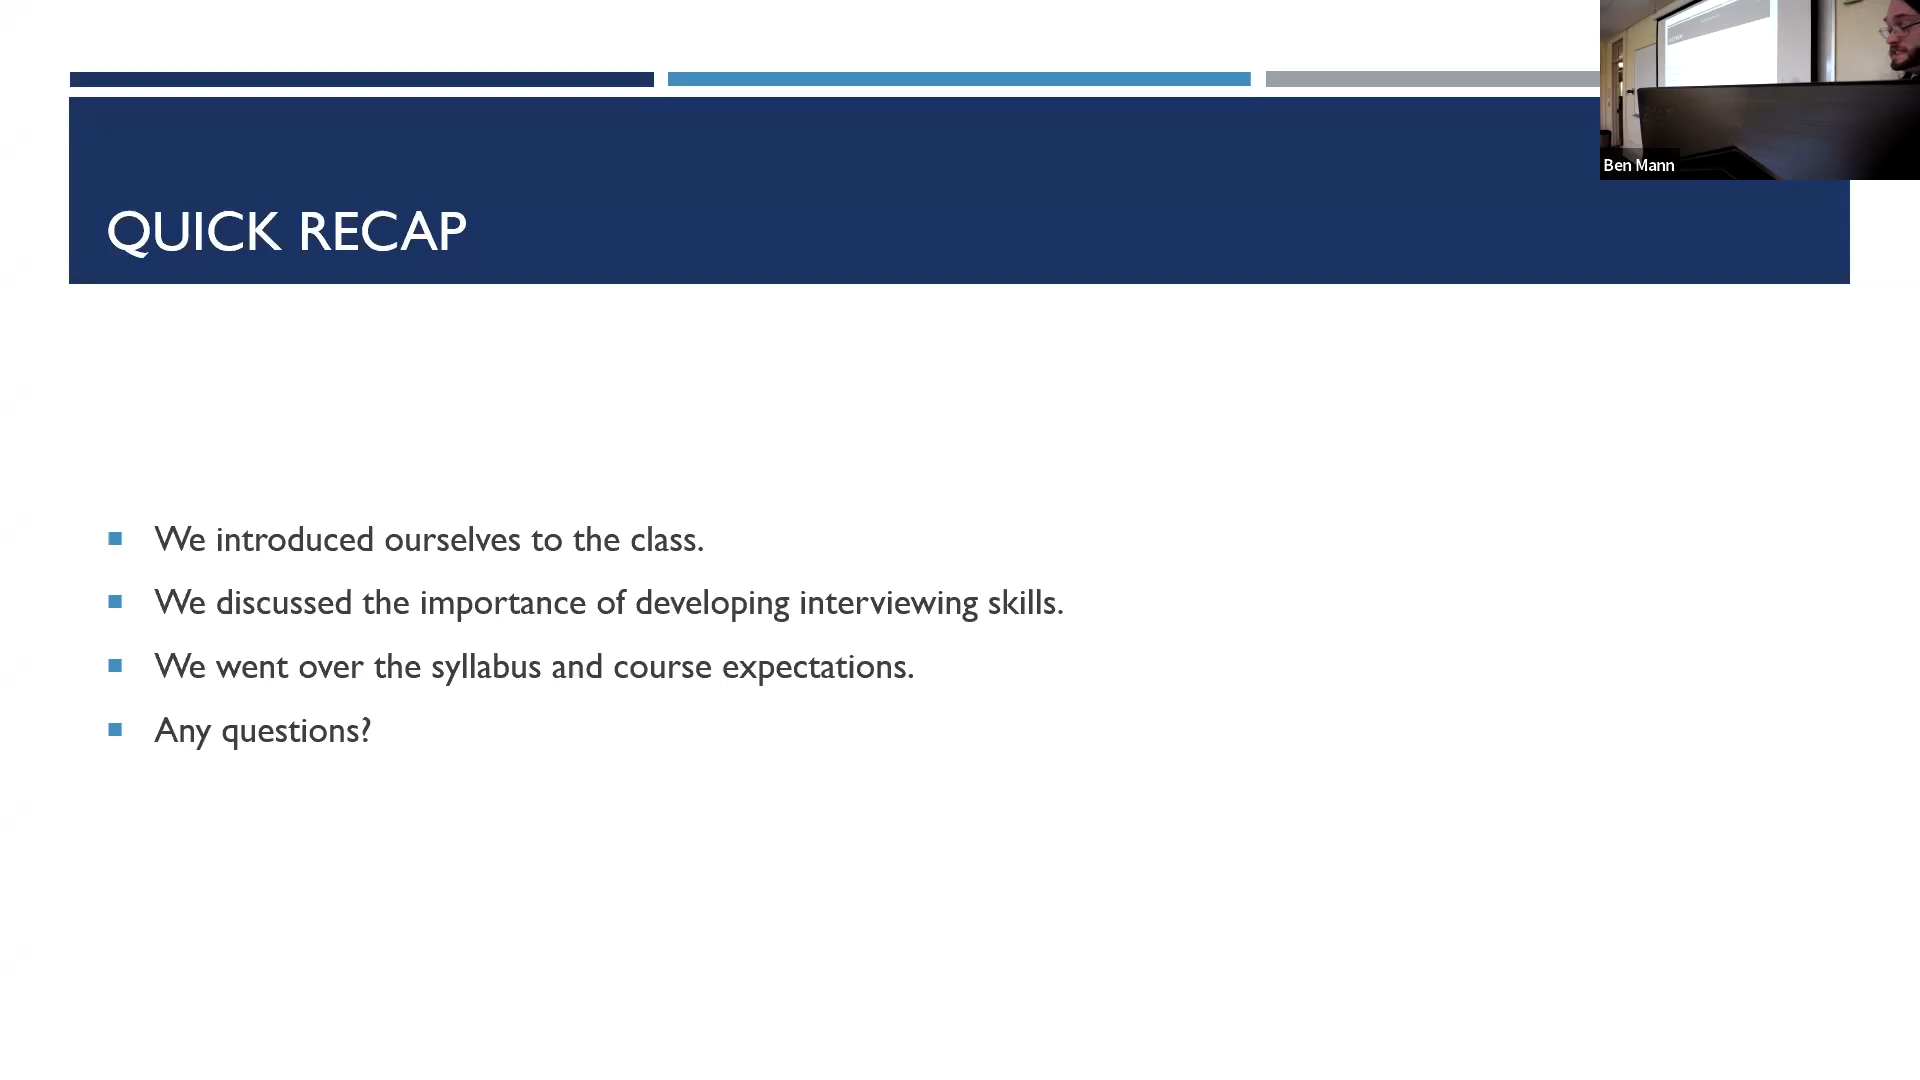 Ben Mann
QUICK RECAP
We introduced ourselves to the class.
We discussed the importance of developing interviewing skills.
We went over the syllabus and course expectations.
Any questions?